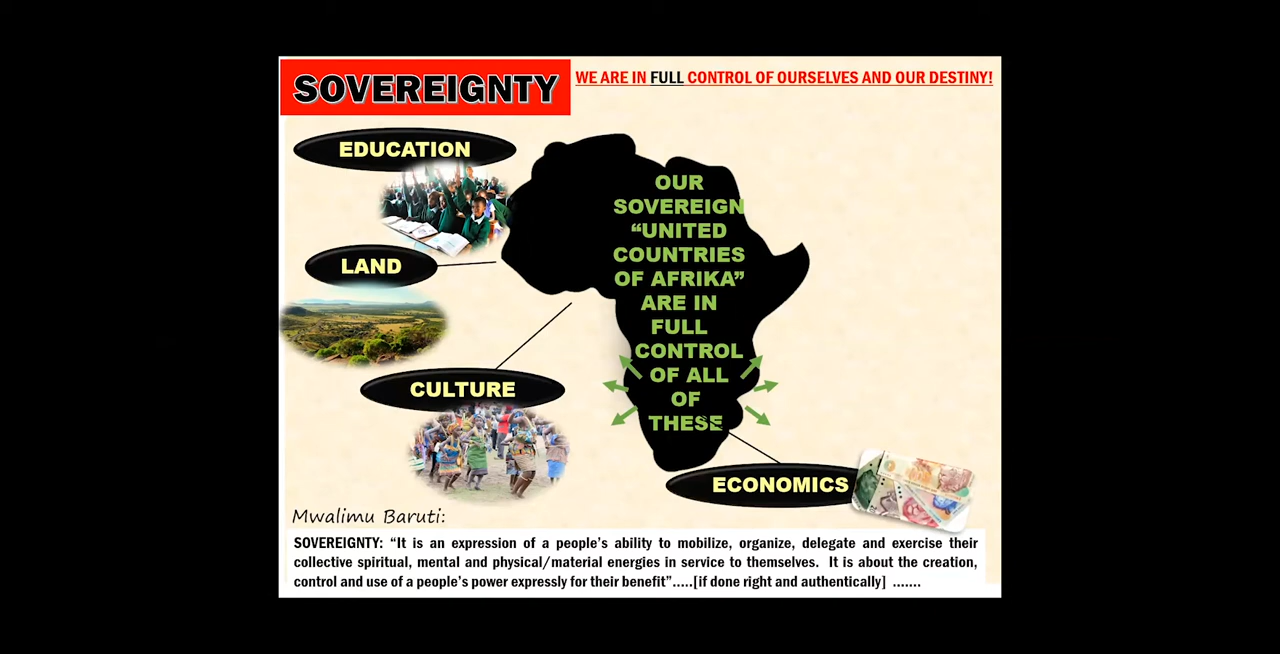 SOVEREIGNTY
WE ARE IN FULL CONTROL OF OURSELVES AND OUR DESTINY!
EDUCATION
LAND
CULTURE
OUR
SOVEREIGN
“UNITED
COUNTRIES
OF AFRIKA”
ARE IN
FULL
CONTROL
OF ALL
OF
THESE
ECONOMICS
Mwalimu Baruti:
SOVEREIGNTY: “It is an expression of a people’s ability to mobilize, organize, delegate and exercise their
collective spiritual, mental and physical/material energies in service to themselves. It is about the creation,
control and use of a people’s power expressly for their benefit”.....[if done right and authentically] .......